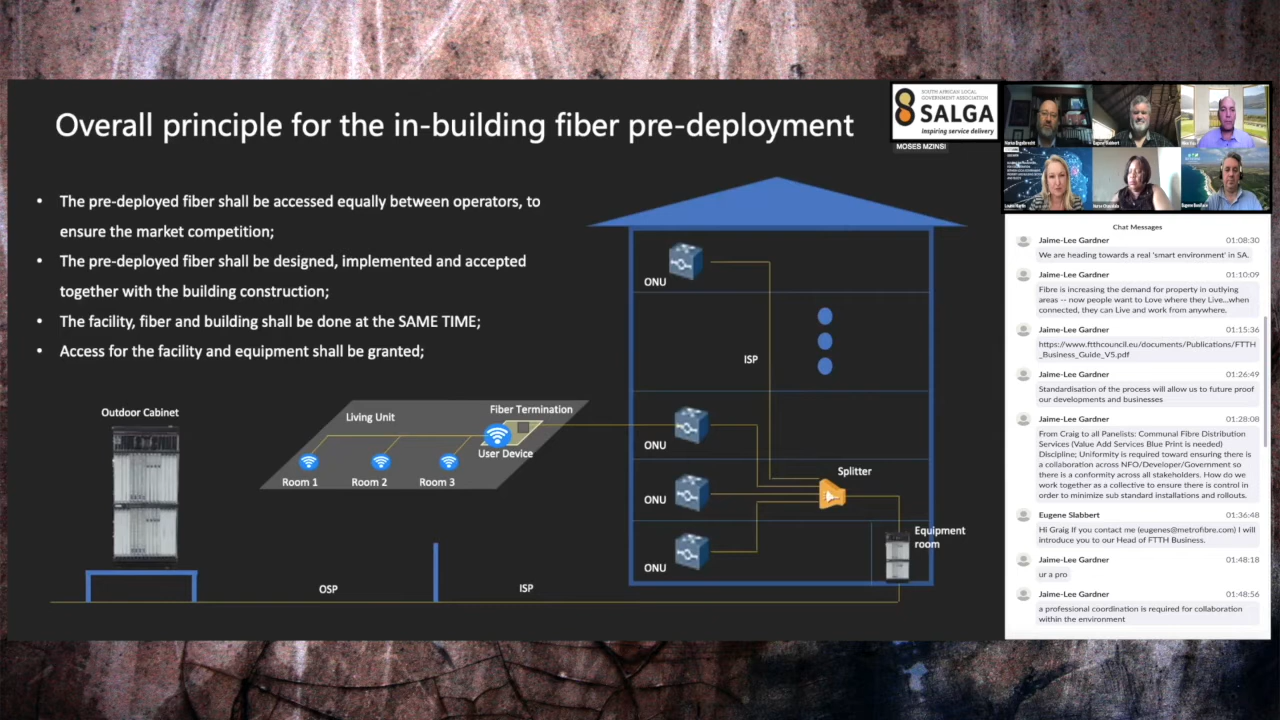 Overall principle for the in-building fiber pre-deployment
• The pre-deployed fiber shall be accessed equally between operators, to
ensure the market competition;
• The pre-deployed fiber shall be designed, implemented and accepted
together with the building construction;
• The facility, fiber and building shall be done at the SAME TIME;
• Access for the facility and equipment shall be granted;
Outdoor Cabinet
Living Unit
Fiber Termination
User Device
Room 1
Room 2
Room 3
OSP
ISP
ONU
ISP
ONU
Splitter
ONU
Equipment
room
ONU
SOUTH AFRICAN LOCAL
GOVERNMENT ASSOCIATION
SALGA
Inspiring service delivery
MOSES MZINSI
Chat Messages
Jaime-Lee Gardner 01:08:30
We are heading towards a real 'smart environment' in SA.
Jaime-Lee Gardner 01:10:09
Fibre is increasing the demand for property in outlying
areas -- now people want to Love where they Live...when
connected, they can Live and work from anywhere.
Jaime-Lee Gardner 01:15:36
https://www.ftthcouncil.eu/documents/Publications/FTTH
_Business_Guide_V5.pdf
Jaime-Lee Gardner 01:26:49
Standardisation of the process will allow us to future proof
our developments and businesses
Jaime-Lee Gardner 01:28:08
From Craig to all Panelists: Communal Fibre Distribution
Services (Value Add Services Blue Print is needed)
Discipline; Uniformity is required toward ensuring there is
a collaboration across NFO/Developer/Government so
there is a conformity across all stakeholders. How do we
work together as a collective to ensure there is control in
order to minimize sub standard installations and rollouts.
Eugene Slabbert 01:36:48
Hi Graig If you contact me (eugenes@metrofibre.com) I will
introduce you to our Head of FTTH Business.
Jaime-Lee Gardner 01:48:18
ur a pro
Jaime-Lee Gardner 01:48:56
a professional coordination is required for collaboration
within the environment